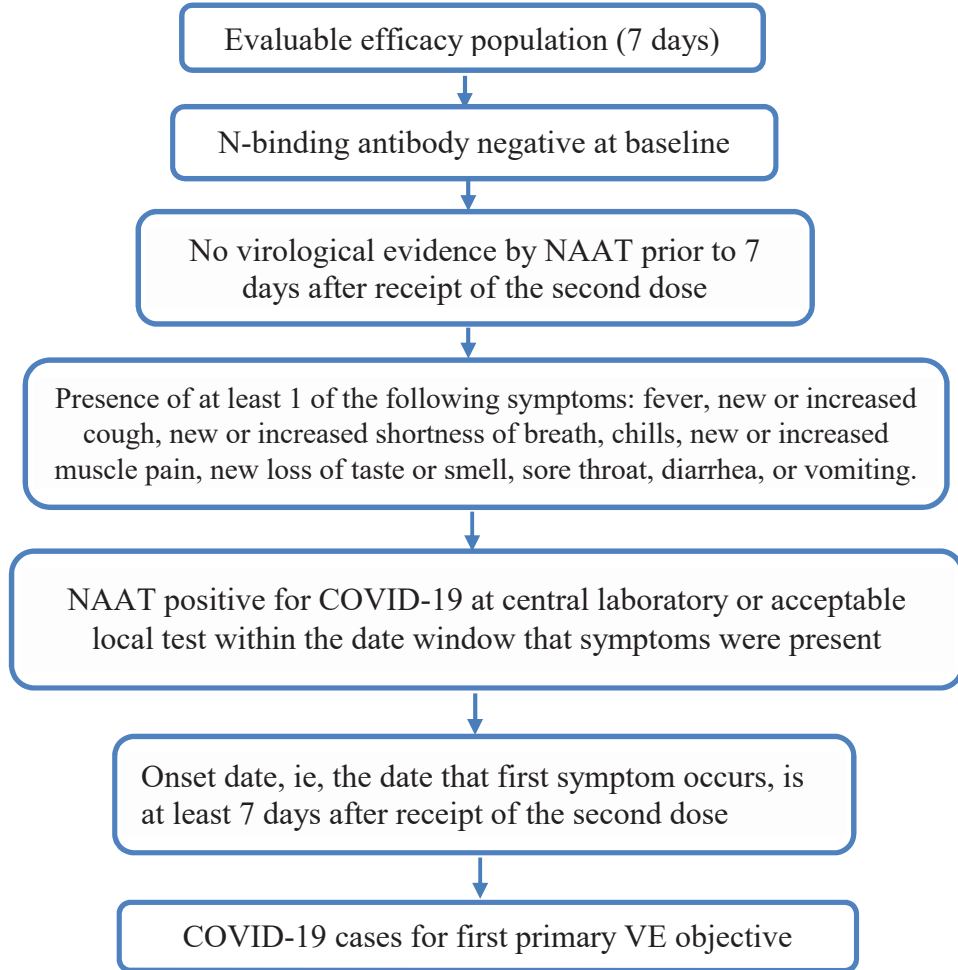 Evaluable efficacy population (7 days)
N-binding antibody negative at baseline
No virological evidence by NAAT prior to 7
days after receipt of the second dose
Presence of at least 1 of the following symptoms: fever, new or increased
cough, new or increased shortness of breath, chills, new or increased
muscle pain, new loss of taste or smell, sore throat, diarrhea, or vomiting.
NAAT positive for COVID-19 at central laboratory or acceptable
local test within the date window that symptoms were present
Onset date, ie, the date that first symptom occurs, is
at least 7 days after receipt of the second dose
COVID-19 cases for first primary VE objective